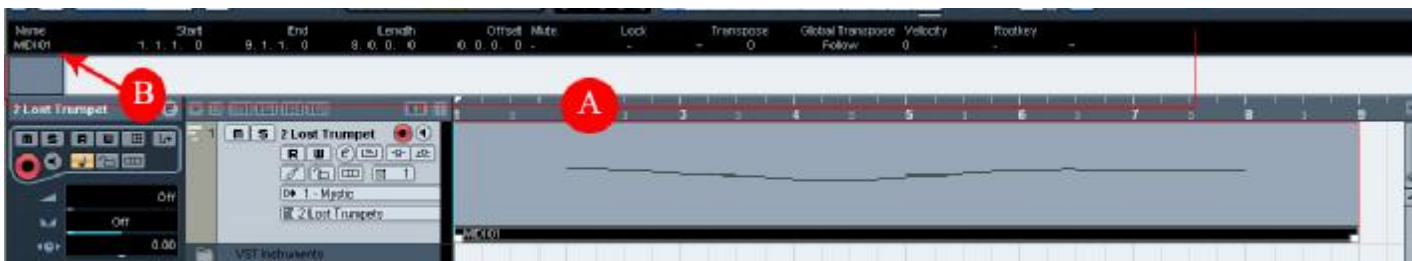 Name Start End Length Offset Mute Lock Transpose Global Transpose Velocity Rootkey
MIDI 01 1. 1. 1. 0 9. 1. 1. 0 8. 0. 0. 0 0. 0. 0. 0 - - - 0 Follow 0 - -
B
A
2 Lost Trumpet
1 2 3 4 5 6 7 8 9
1 m S 2 Lost Trumpet
m S R W
R W e
1
1 - Mystic
Off
2 Lost Trumpets
Off
MIDI 01
0.00
VST Instruments